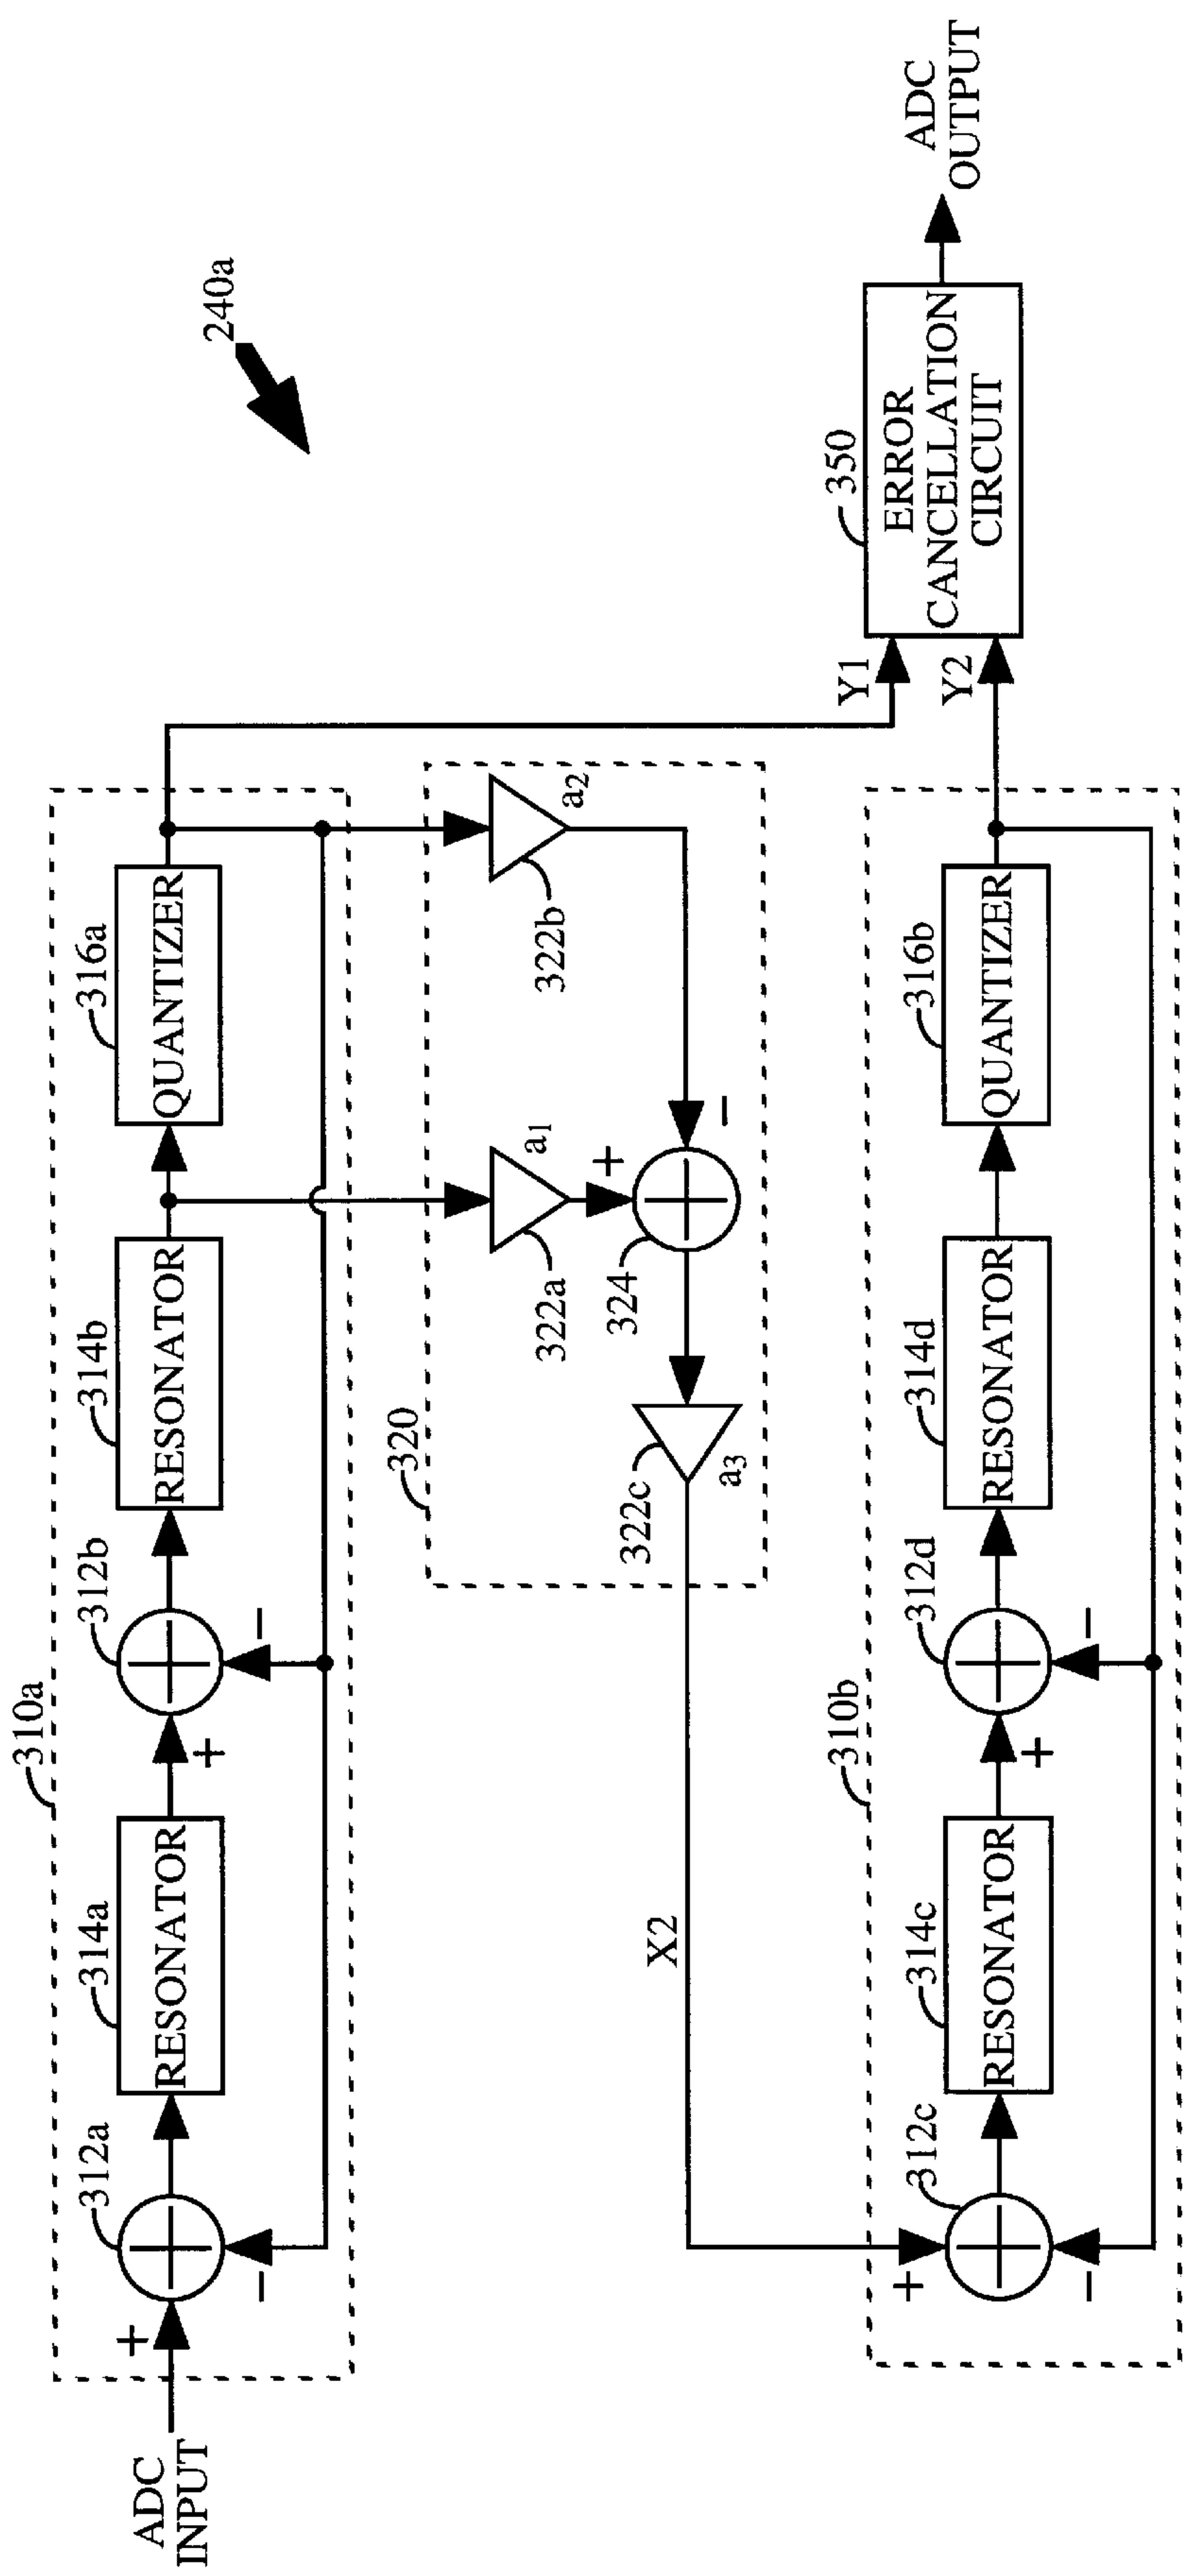 240a
310a
ADC
INPUT
+
−
312a
314a
RESONATOR
+
−
312b
314b
RESONATOR
316a
QUANTIZER
320
322a
a1
322b
a2
+
−
324
322c
a3
X2
310b
+
−
312c
314c
RESONATOR
+
−
312d
314d
RESONATOR
316b
QUANTIZER
Y1
Y2
350
ERROR
CANCELLATION
CIRCUIT
ADC
OUTPUT